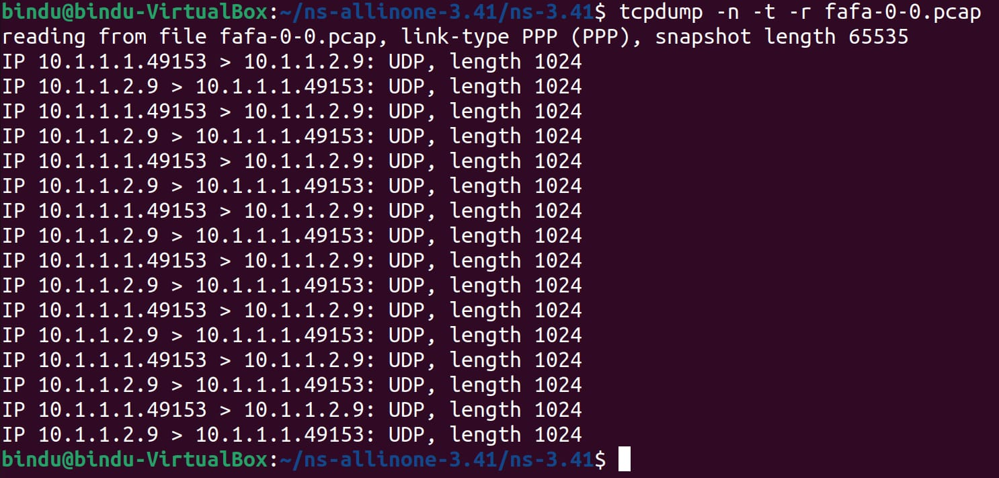 bindu@bindu-VirtualBox:~/ns-allinone-3.41/ns-3.41$ tcpdump -n -t -r fafa-0-0.pcap
reading from file fafa-0-0.pcap, link-type PPP (PPP), snapshot length 65535
IP 10.1.1.1.49153 > 10.1.1.2.9: UDP, length 1024
IP 10.1.1.2.9 > 10.1.1.1.49153: UDP, length 1024
IP 10.1.1.1.49153 > 10.1.1.2.9: UDP, length 1024
IP 10.1.1.2.9 > 10.1.1.1.49153: UDP, length 1024
IP 10.1.1.1.49153 > 10.1.1.2.9: UDP, length 1024
IP 10.1.1.2.9 > 10.1.1.1.49153: UDP, length 1024
IP 10.1.1.1.49153 > 10.1.1.2.9: UDP, length 1024
IP 10.1.1.2.9 > 10.1.1.1.49153: UDP, length 1024
IP 10.1.1.1.49153 > 10.1.1.2.9: UDP, length 1024
IP 10.1.1.2.9 > 10.1.1.1.49153: UDP, length 1024
IP 10.1.1.1.49153 > 10.1.1.2.9: UDP, length 1024
IP 10.1.1.2.9 > 10.1.1.1.49153: UDP, length 1024
IP 10.1.1.1.49153 > 10.1.1.2.9: UDP, length 1024
IP 10.1.1.2.9 > 10.1.1.1.49153: UDP, length 1024
IP 10.1.1.1.49153 > 10.1.1.2.9: UDP, length 1024
IP 10.1.1.2.9 > 10.1.1.1.49153: UDP, length 1024
bindu@bindu-VirtualBox:~/ns-allinone-3.41/ns-3.41$